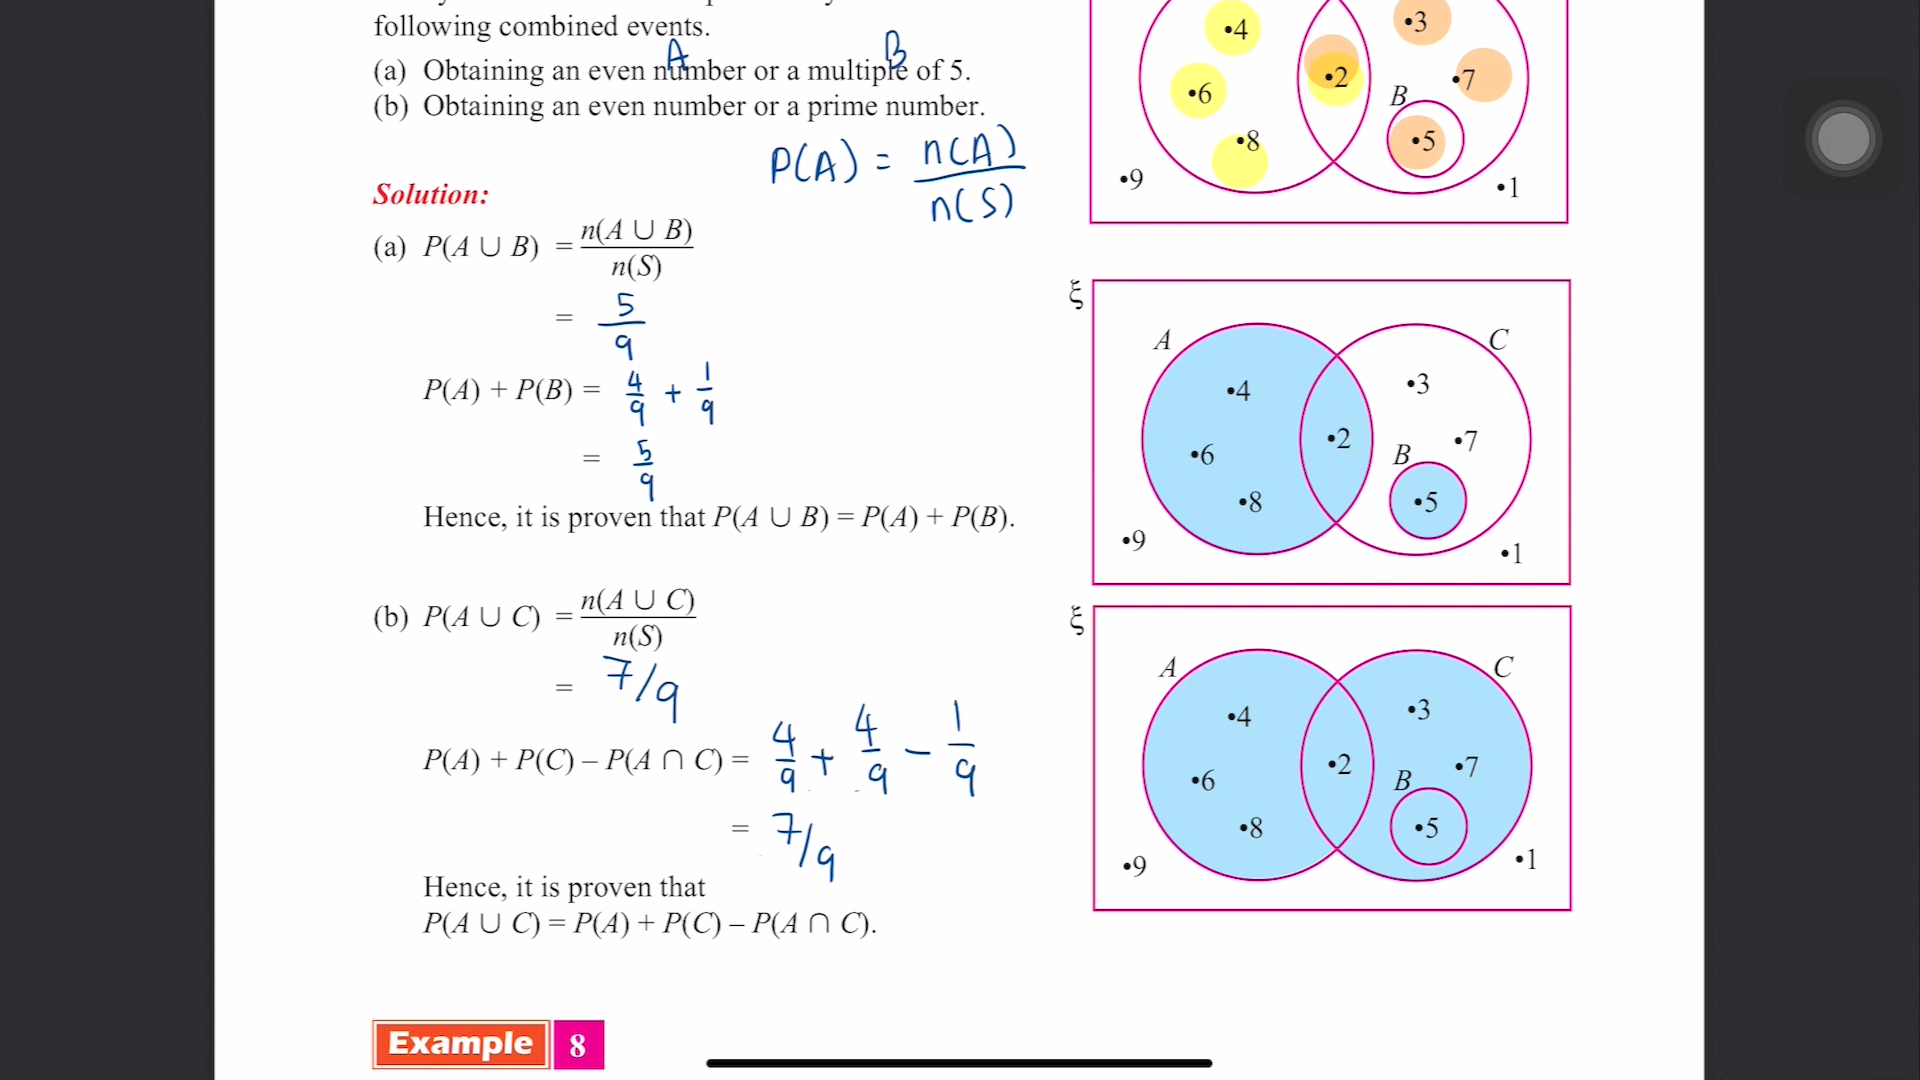 following combined events.
A B
(a) Obtaining an even number or a multiple of 5.
(b) Obtaining an even number or a prime number.
P(A) = n(A) / n(S)
Solution:
(a) P(A ∪ B) = n(A ∪ B) / n(S)
= 5/9
P(A) + P(B) = 4/9 + 1/9
= 5/9
Hence, it is proven that P(A ∪ B) = P(A) + P(B).
(b) P(A ∪ C) = n(A ∪ C) / n(S)
= 7/9
P(A) + P(C) – P(A ∩ C) = 4/9 + 4/9 – 1/9
= 7/9
Hence, it is proven that
P(A ∪ C) = P(A) + P(C) – P(A ∩ C).
Example 8
•4 •3
•2 •7
•6 B
•8 •5
•9 •1
ξ
A C
•4 •3
•2 •7
•6 B
•8 •5
•9 •1
ξ
A C
•4 •3
•2 •7
•6 B
•8 •5
•9 •1